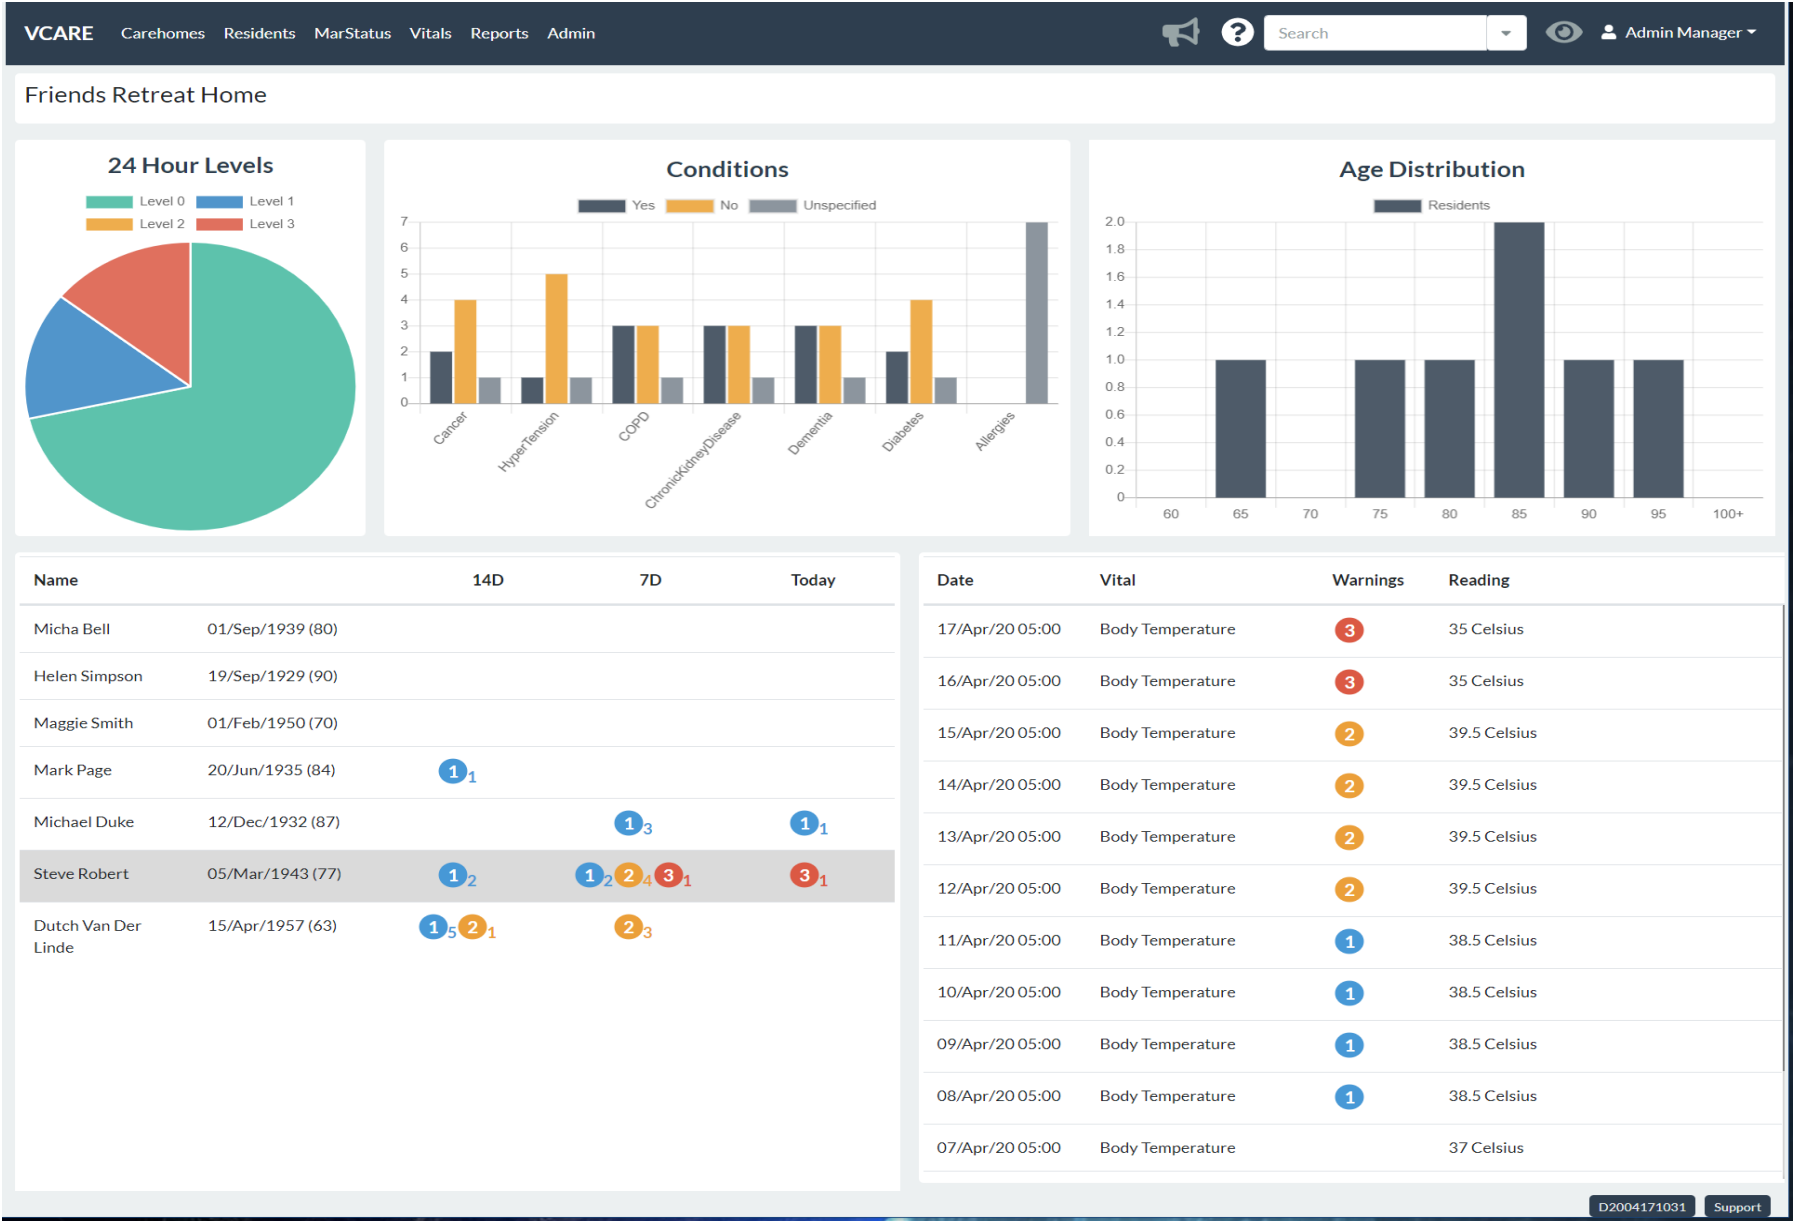 VCARE Carehomes Residents MarStatus Vitals Reports Admin ? Search Admin Manager
Friends Retreat Home
24 Hour Levels
Level 0 Level 1
Level 2 Level 3
Conditions
Yes No Unspecified
7
6
5
4
3
2
1
0
Cancer HyperTension COPD ChronicKidneyDisease Dementia Diabetes Allergies
Age Distribution
Residents
2.0
1.8
1.6
1.4
1.2
1.0
0.8
0.6
0.4
0.2
0
60 65 70 75 80 85 90 95 100+
Name 14D 7D Today
Micha Bell 01/Sep/1939 (80)
Helen Simpson 19/Sep/1929 (90)
Maggie Smith 01/Feb/1950 (70)
Mark Page 20/Jun/1935 (84) 1 1
Michael Duke 12/Dec/1932 (87) 1 3 1 1
Steve Robert 05/Mar/1943 (77) 1 2 1 2 2 4 3 1 3 1
Dutch Van Der 15/Apr/1957 (63) 1 5 2 1 2 3
Linde
Date Vital Warnings Reading
17/Apr/20 05:00 Body Temperature 3 35 Celsius
16/Apr/20 05:00 Body Temperature 3 35 Celsius
15/Apr/20 05:00 Body Temperature 2 39.5 Celsius
14/Apr/20 05:00 Body Temperature 2 39.5 Celsius
13/Apr/20 05:00 Body Temperature 2 39.5 Celsius
12/Apr/20 05:00 Body Temperature 2 39.5 Celsius
11/Apr/20 05:00 Body Temperature 1 38.5 Celsius
10/Apr/20 05:00 Body Temperature 1 38.5 Celsius
09/Apr/20 05:00 Body Temperature 1 38.5 Celsius
08/Apr/20 05:00 Body Temperature 1 38.5 Celsius
07/Apr/20 05:00 Body Temperature 37 Celsius
D2004171031 Support